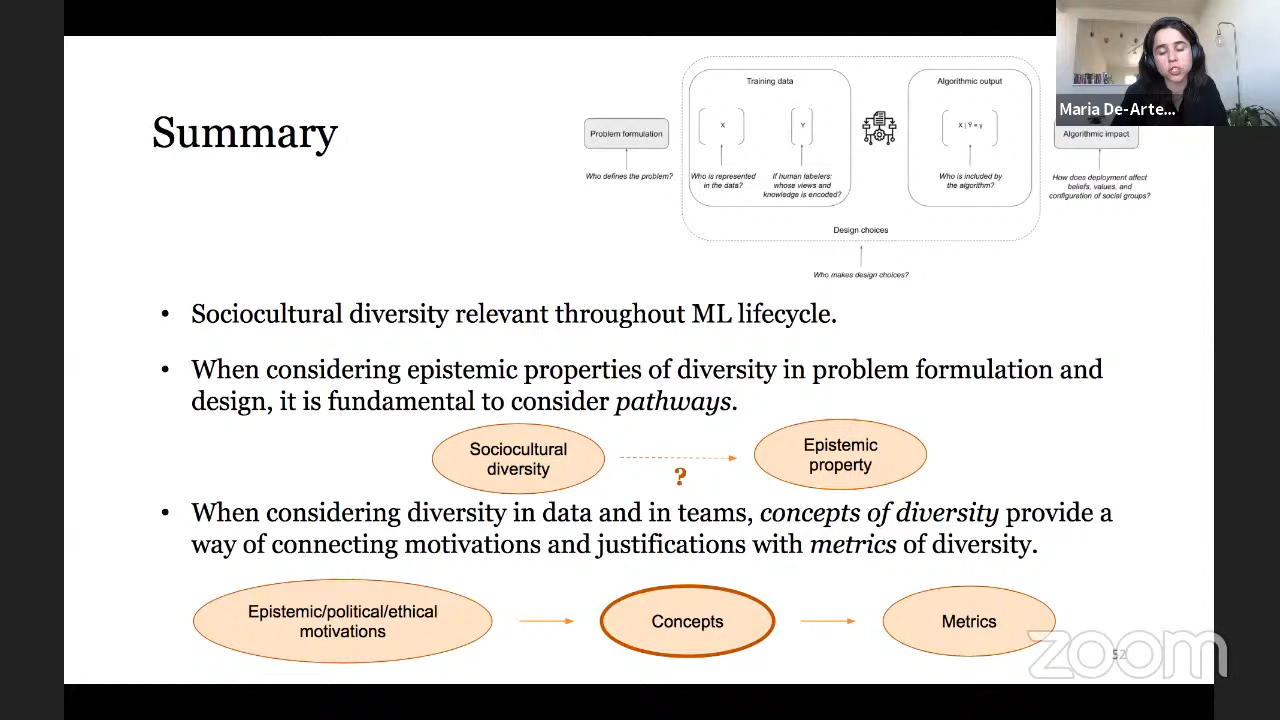 Maria De-Arte...
Summary
Training data
Algorithmic output
Problem formulation
X
Y
X | Ŷ = y
Algorithmic impact
Who defines the problem?
Who is represented
in the data?
If human labelers:
whose views and
knowledge is encoded?
Who is included by
the algorithm?
How does deployment affect
beliefs, values, and
configuration of social groups?
Design choices
Who makes design choices?
• Sociocultural diversity relevant throughout ML lifecycle.
• When considering epistemic properties of diversity in problem formulation and
design, it is fundamental to consider pathways.
Sociocultural
diversity
?
Epistemic
property
• When considering diversity in data and in teams, concepts of diversity provide a
way of connecting motivations and justifications with metrics of diversity.
Epistemic/political/ethical
motivations
Concepts
Metrics
52
zoom